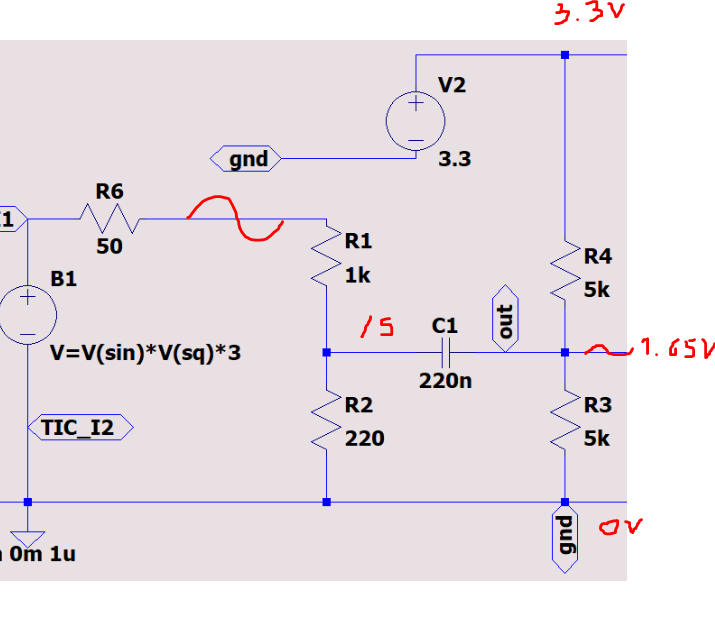 3.3V
V2
gnd
3.3
R6
1
50
R1
1k
R4
5k
B1
/5
C1
out
1.65V
V=V(sin)*V(sq)*3
220n
R2
220
R3
5k
TIC_I2
gnd
0V
0m 1u